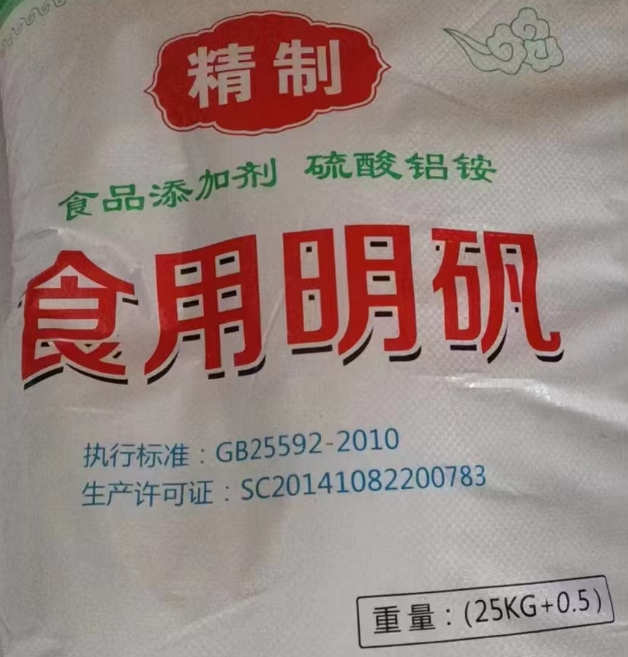 精制
食品添加剂 硫酸铝铵
食用明矾
执行标准：GB25592-2010
生产许可证：SC20141082200783
重量：(25KG+0.5)